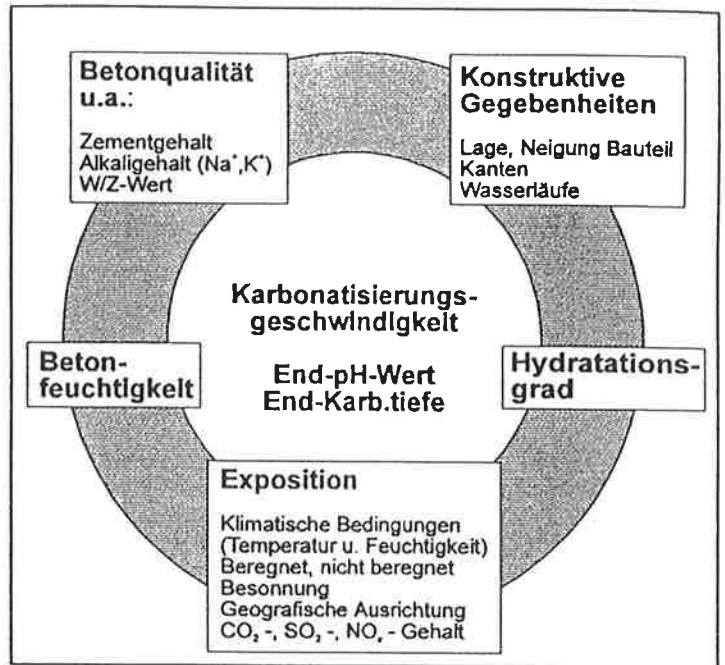 Betonqualität
u.a.:
Zementgehalt
Alkaligehalt (Na⁺,K⁺)
W/Z-Wert
Konstruktive
Gegebenheiten
Lage, Neigung Bauteil
Kanten
Wasserläufe
Karbonatisierungs-
geschwindigkeit
End-pH-Wert
End-Karb.tiefe
Beton-
feuchtigkeit
Hydratations-
grad
Exposition
Klimatische Bedingungen
(Temperatur u. Feuchtigkeit)
Beregnet, nicht beregnet
Besonnung
Geografische Ausrichtung
CO₂ -, SO₂ -, NOₓ - Gehalt